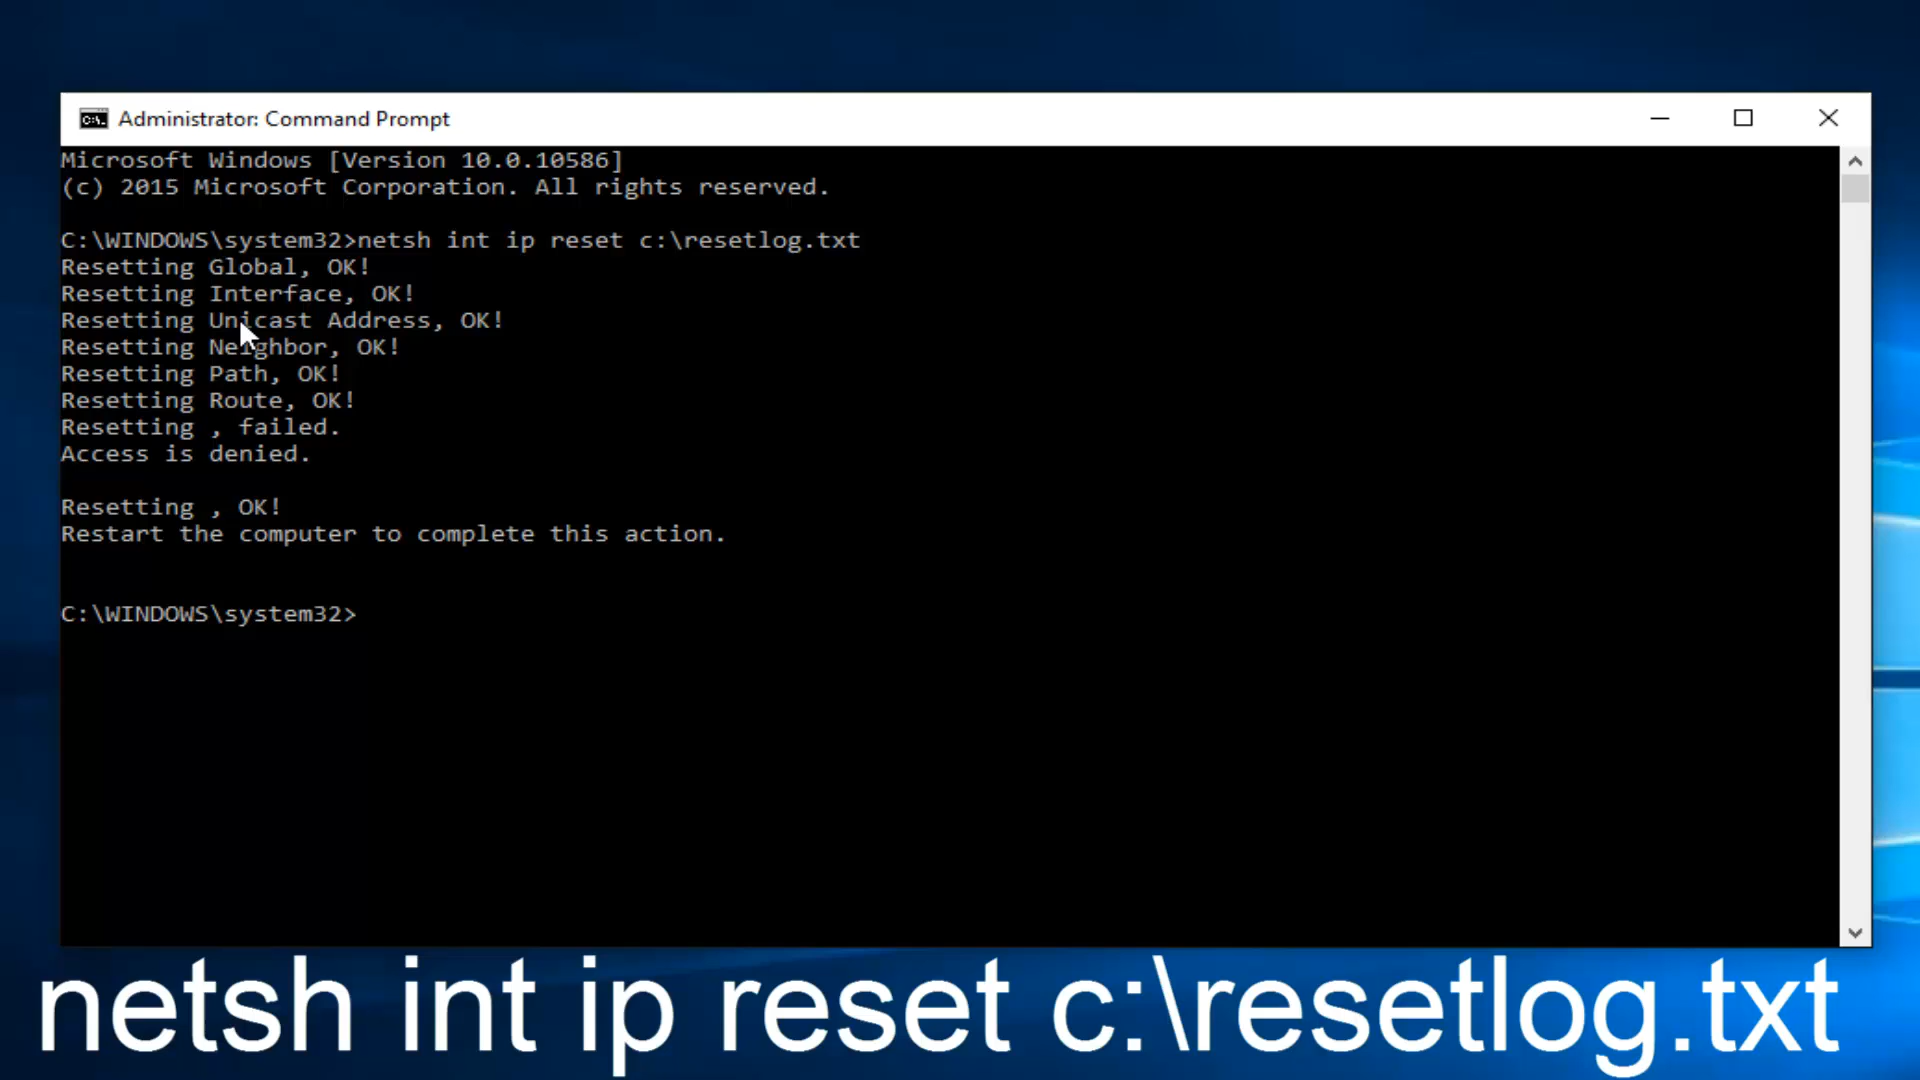 Administrator: Command Prompt
Microsoft Windows [Version 10.0.10586]
(c) 2015 Microsoft Corporation. All rights reserved.
C:\WINDOWS\system32>netsh int ip reset c:\resetlog.txt
Resetting Global, OK!
Resetting Interface, OK!
Resetting Unicast Address, OK!
Resetting Neighbor, OK!
Resetting Path, OK!
Resetting Route, OK!
Resetting , failed.
Access is denied.
Resetting , OK!
Restart the computer to complete this action.
C:\WINDOWS\system32>
netsh int ip reset c:\resetlog.txt